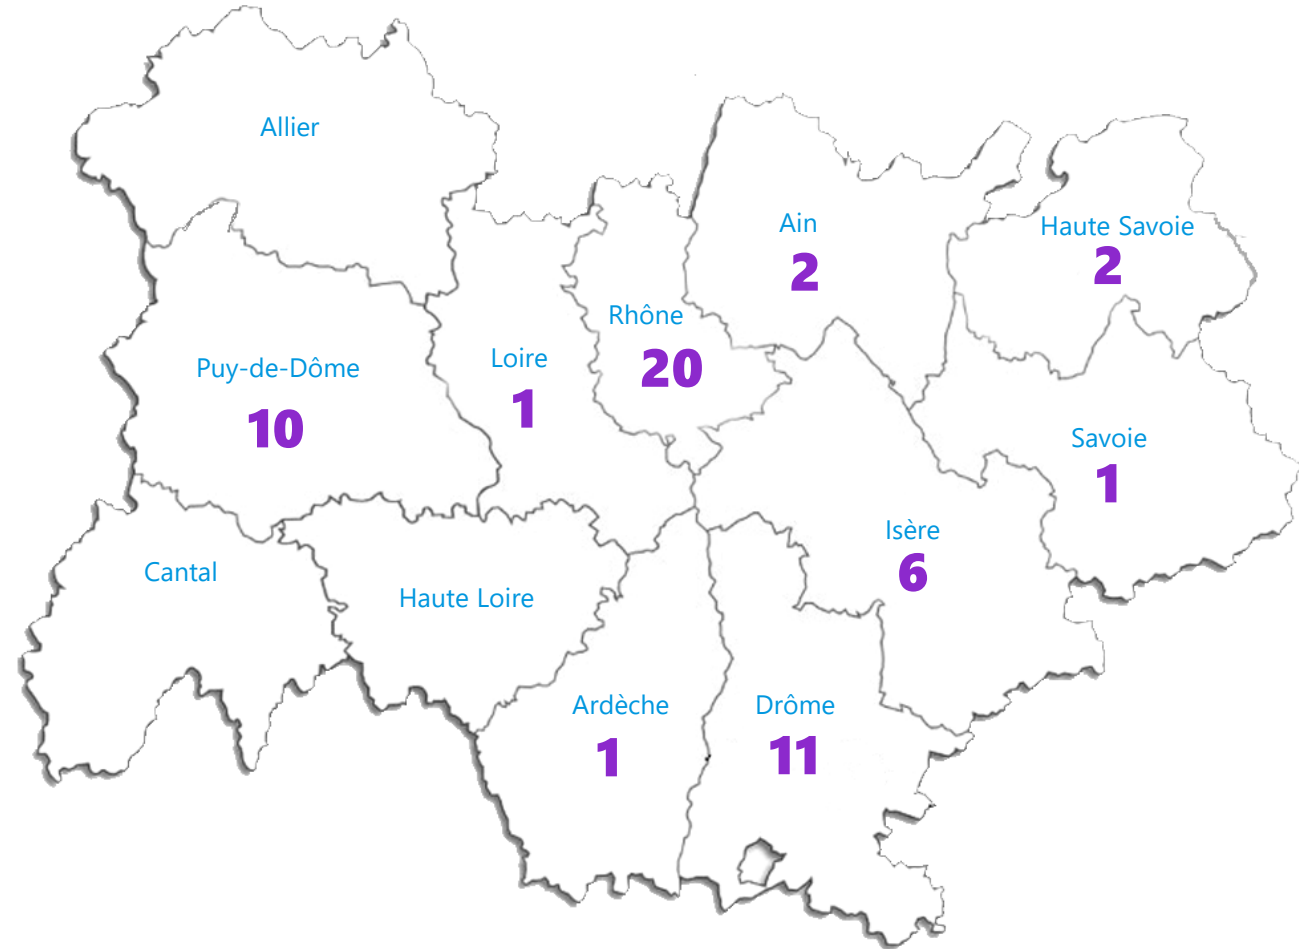 Allier
Ain
2
Haute Savoie
2
Rhône
20
Puy-de-Dôme
10
Loire
1
Savoie
1
Isère
6
Cantal
Haute Loire
Ardèche
1
Drôme
11